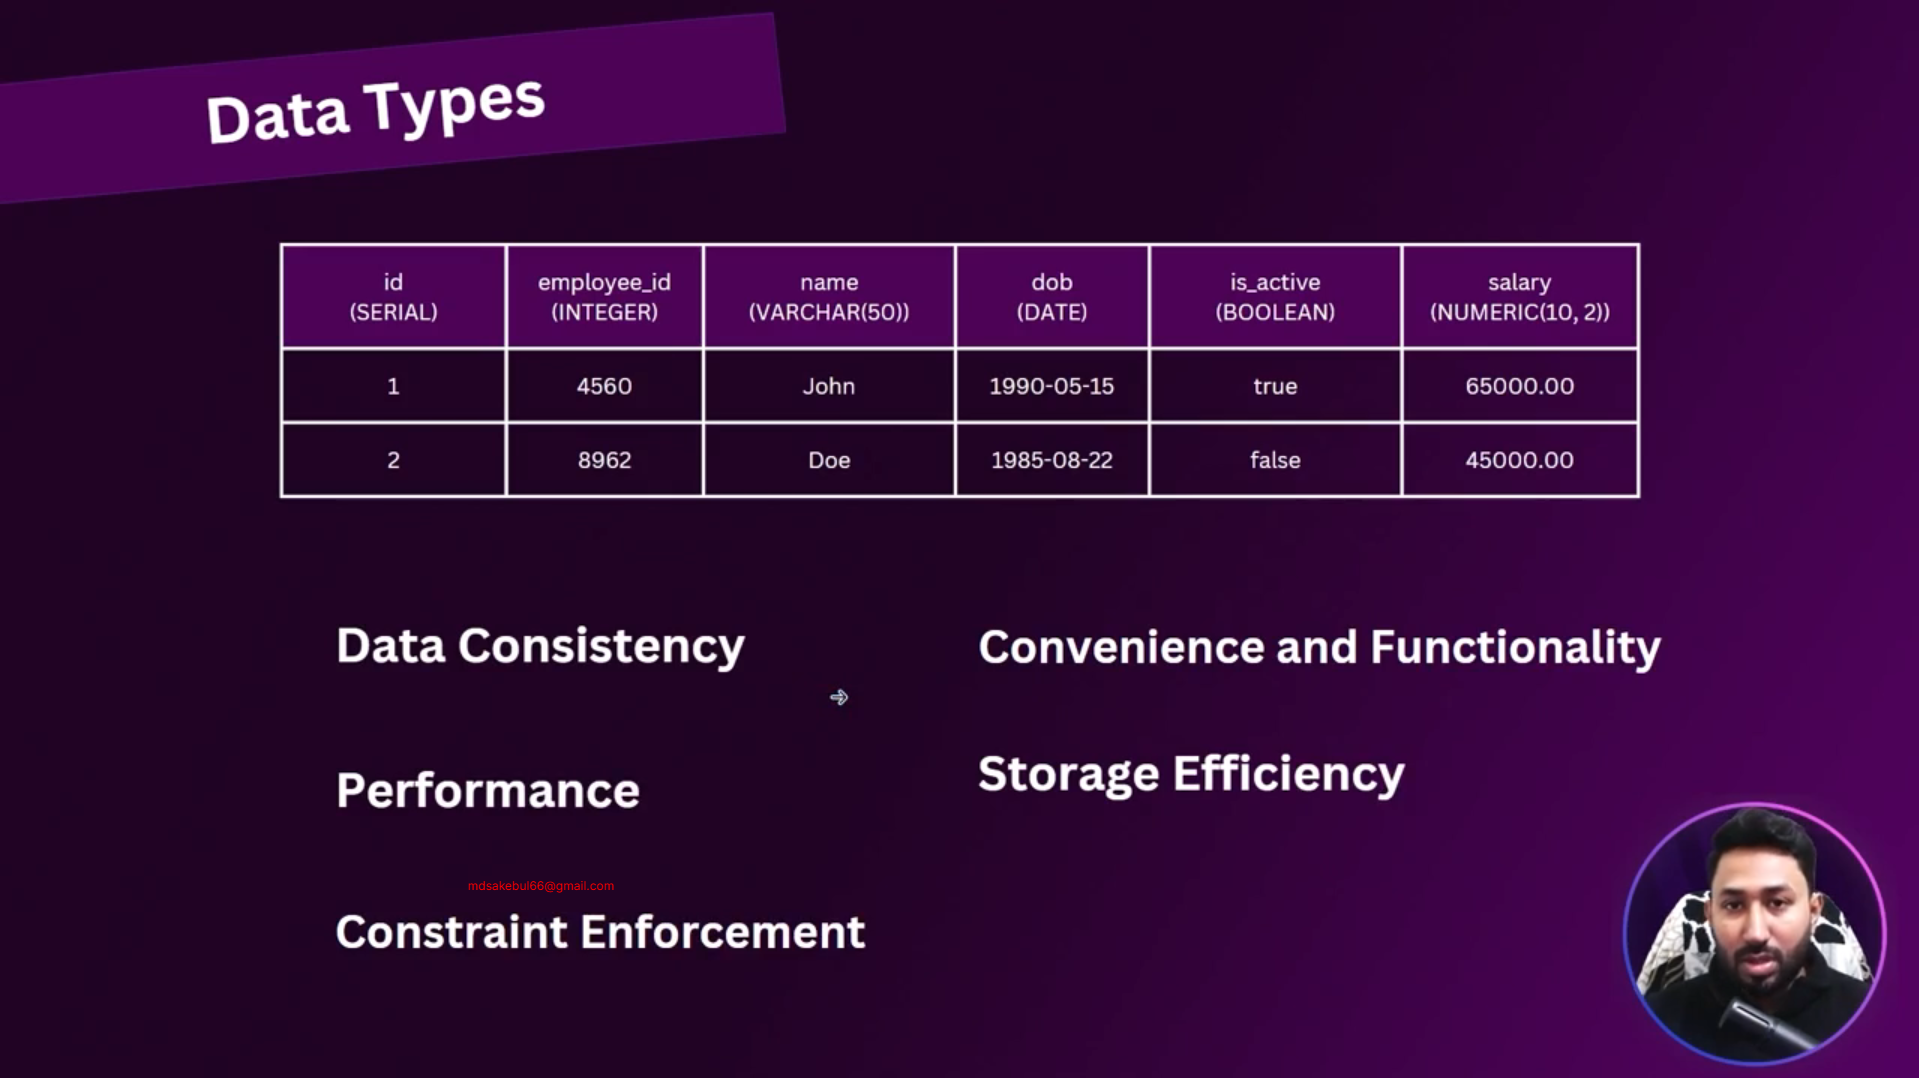 Data Types
id employee_id name dob is_active salary
(SERIAL) (INTEGER) (VARCHAR(50)) (DATE) (BOOLEAN) (NUMERIC(10, 2))
1 4560 John 1990-05-15 true 65000.00
2 8962 Doe 1985-08-22 false 45000.00
Data Consistency
Convenience and Functionality
Performance
Storage Efficiency
mdsakebul66@gmail.com
Constraint Enforcement